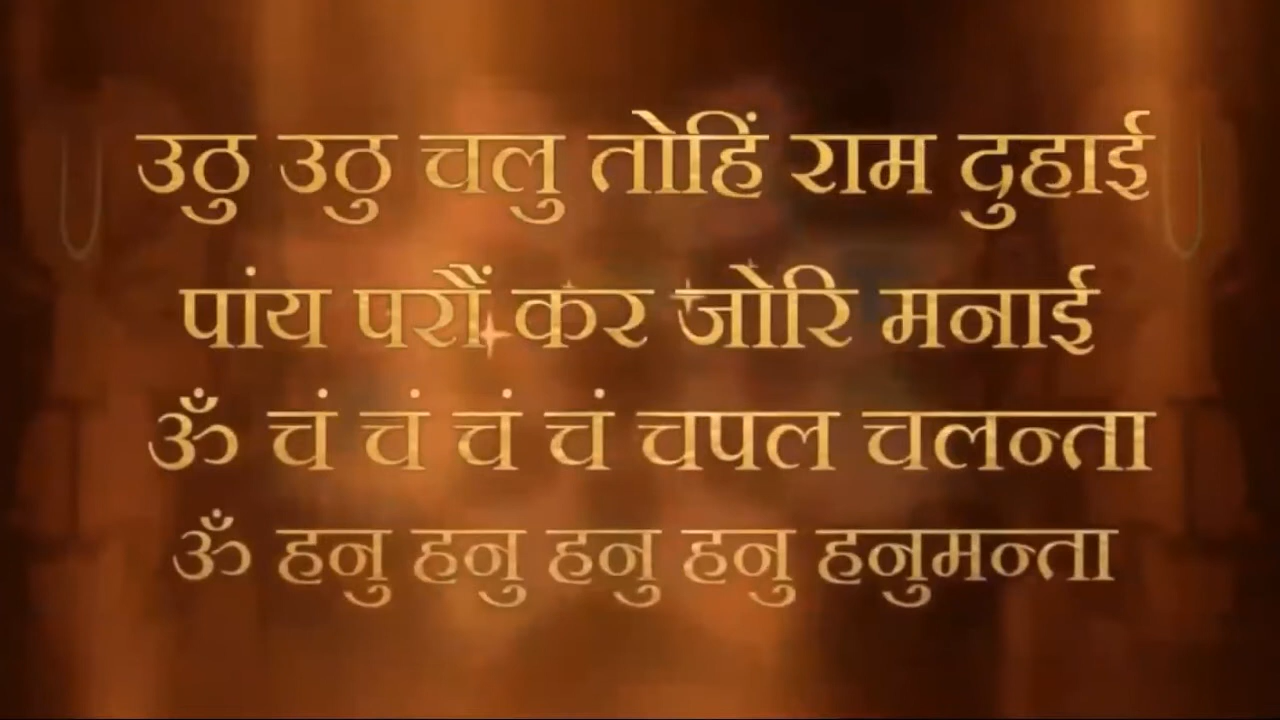 उठु उठु चलु तोहिं राम दुहाई
पांय परौं कर जोरि मनाई
ॐ चं चं चं चं चपल चलन्ता
ॐ हनु हनु हनु हनु हनुमन्ता